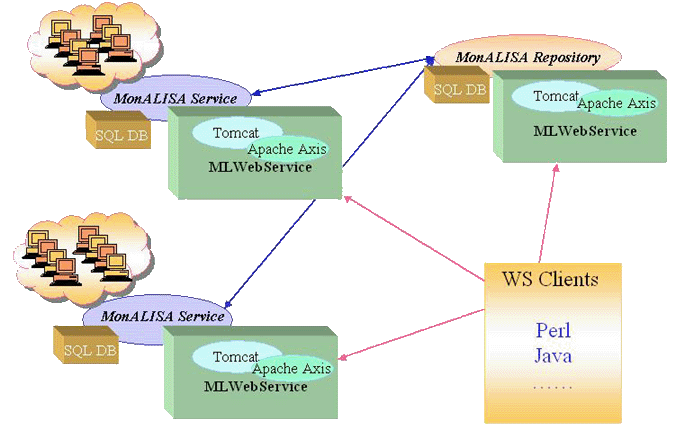 MonALISA Repository
SQL DB
Tomcat
Apache Axis
MLWebService
MonALISA Service
SQL DB
Tomcat
Apache Axis
MLWebService
WS Clients
Perl
Java
......
MonALISA Service
SQL DB
Tomcat
Apache Axis
MLWebService